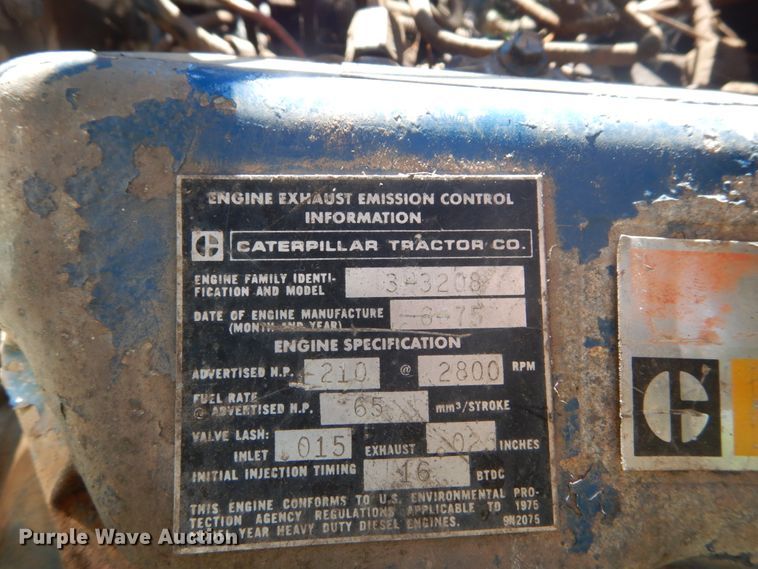 ENGINE EXHAUST EMISSION CONTROL
INFORMATION
C CATERPILLAR TRACTOR CO.
ENGINE FAMILY IDENTI-
FICATION AND MODEL 3-3208
DATE OF ENGINE MANUFACTURE
(MONTH AND YEAR) 8-75
ENGINE SPECIFICATION
ADVERTISED H.P. 210 @ 2800 RPM
FUEL RATE
@ ADVERTISED H.P. 65 mm³/STROKE
VALVE LASH:
INLET .015 EXHAUST .025 INCHES
INITIAL INJECTION TIMING 16 BTDC
THIS ENGINE CONFORMS TO U.S. ENVIRONMENTAL PRO-
TECTION AGENCY REGULATIONS APPLICABLE TO 1975
MODEL YEAR HEAVY DUTY DIESEL ENGINES. 9N2075
C
Purple Wave Auction